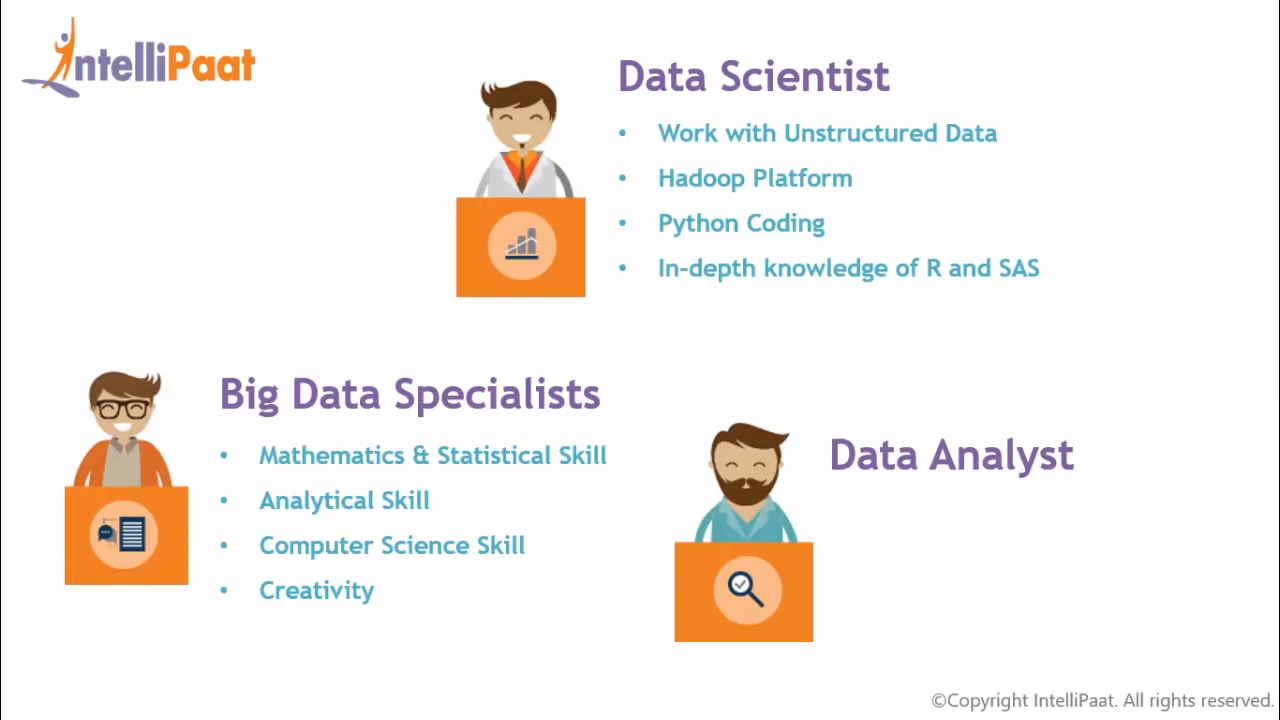 IntelliPaat
Data Scientist
• Work with Unstructured Data
• Hadoop Platform
• Python Coding
• In-depth knowledge of R and SAS
Big Data Specialists
• Mathematics & Statistical Skill
• Analytical Skill
• Computer Science Skill
• Creativity
Data Analyst
©Copyright IntelliPaat. All rights reserved.